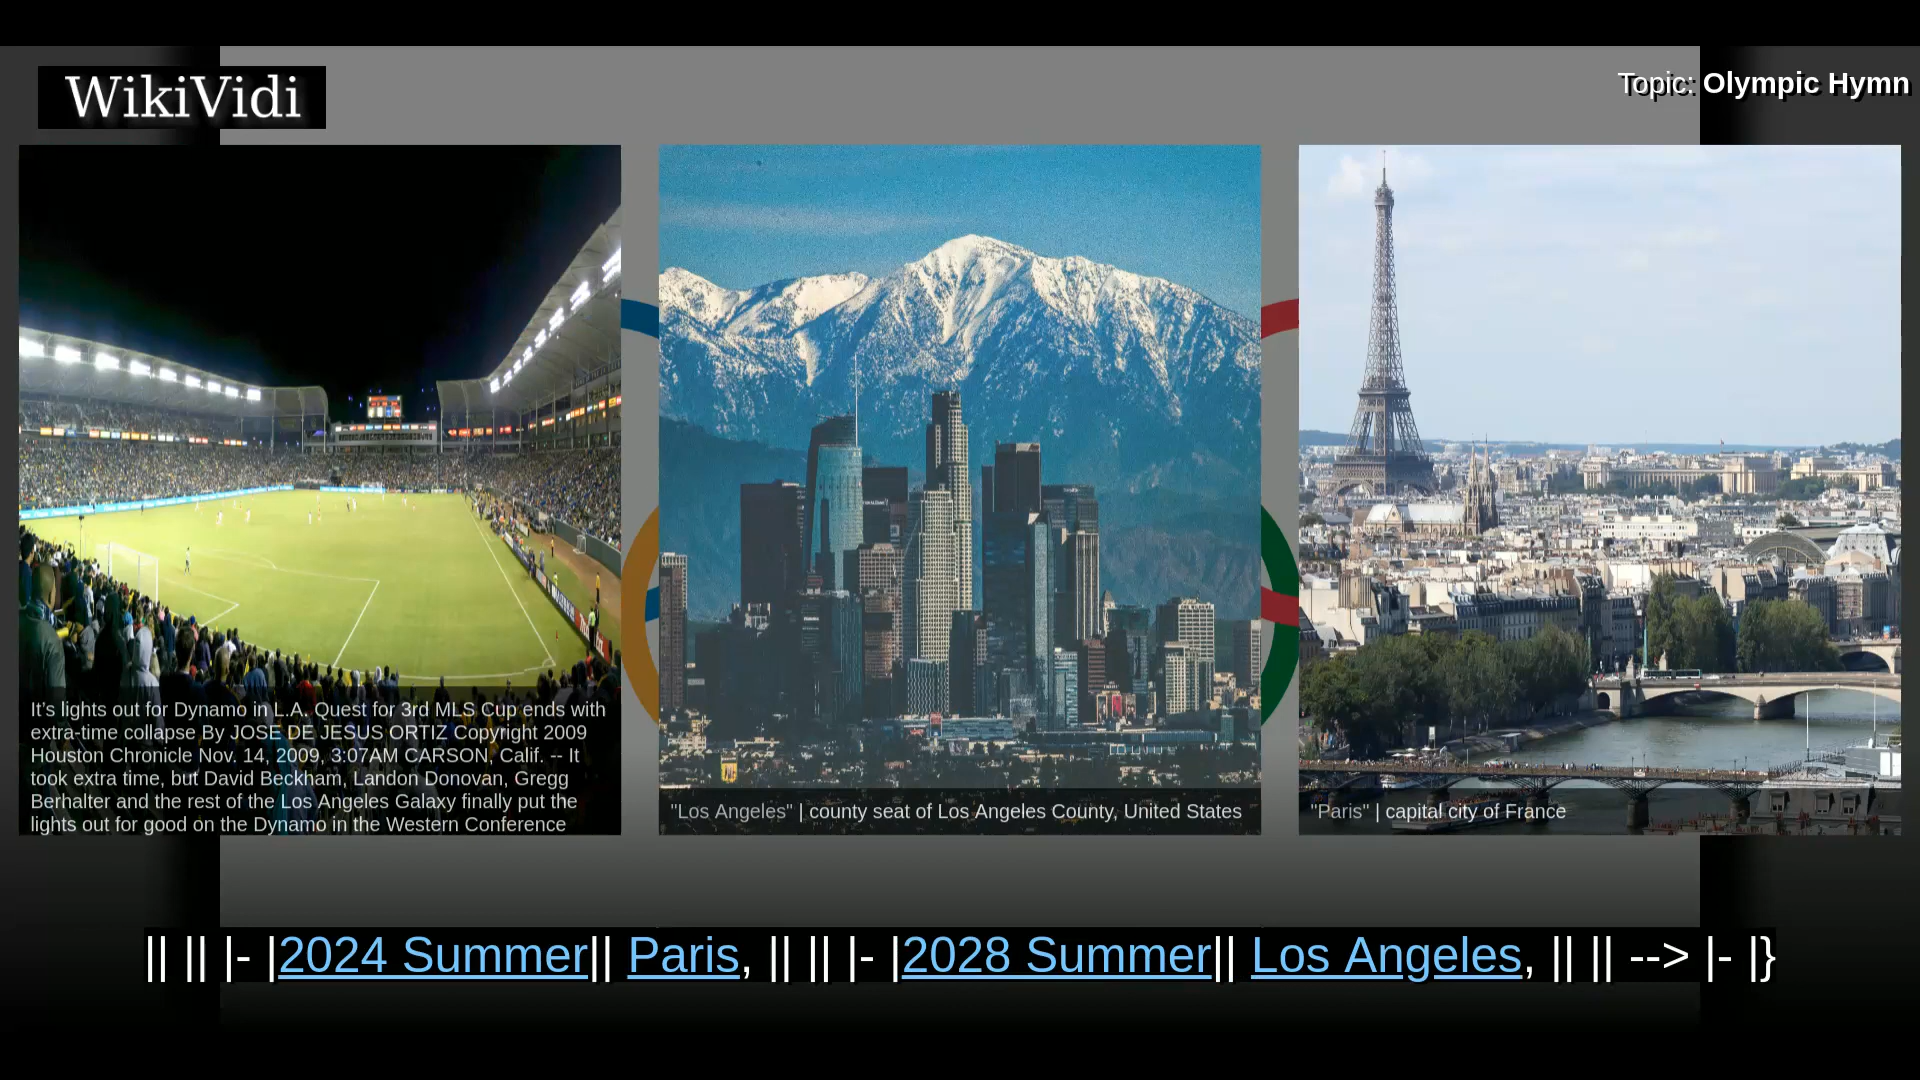 WikiVidi
Topic: Olympic Hymn
It's lights out for Dynamo in L.A. Quest for 3rd MLS Cup ends with
extra-time collapse By JOSE DE JESUS ORTIZ Copyright 2009
Houston Chronicle Nov. 14, 2009, 3:07AM CARSON, Calif. -- It
took extra time, but David Beckham, Landon Donovan, Gregg
Berhalter and the rest of the Los Angeles Galaxy finally put the
lights out for good on the Dynamo in the Western Conference
"Los Angeles" | county seat of Los Angeles County, United States
"Paris" | capital city of France
|| || |- |2024 Summer|| Paris, || || |- |2028 Summer|| Los Angeles, || || --> |- |}